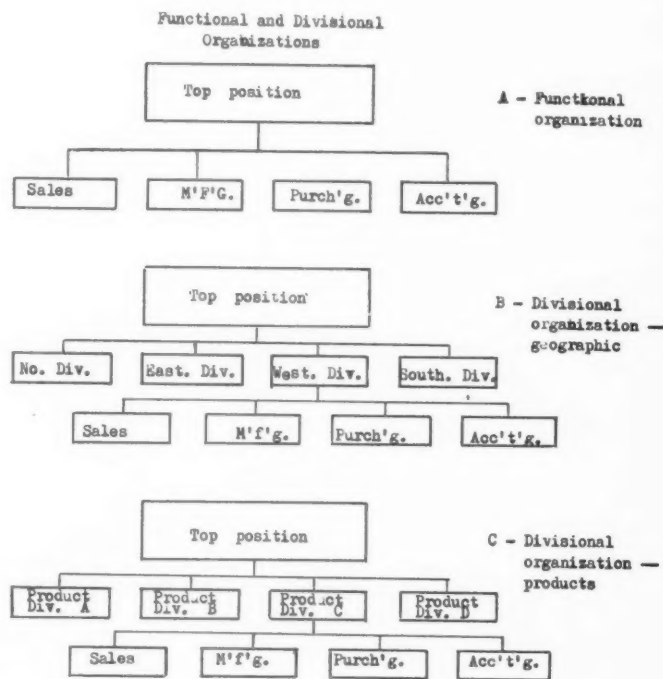 Functional and Divisional
Organizations
Top position
A - Functional
organization
Sales M'F'G. Purch'g. Acc't'g.
Top position
B - Divisional
organization —
geographic
No. Div. East. Div. West. Div. South. Div.
Sales M'f'g. Purch'g. Acc't'g.
Top position
C - Divisional
organization —
products
Product Product Product Product
Div. A Div. B Div. C Div. D
Sales M'f'g. Purch'g. Acc't'g.